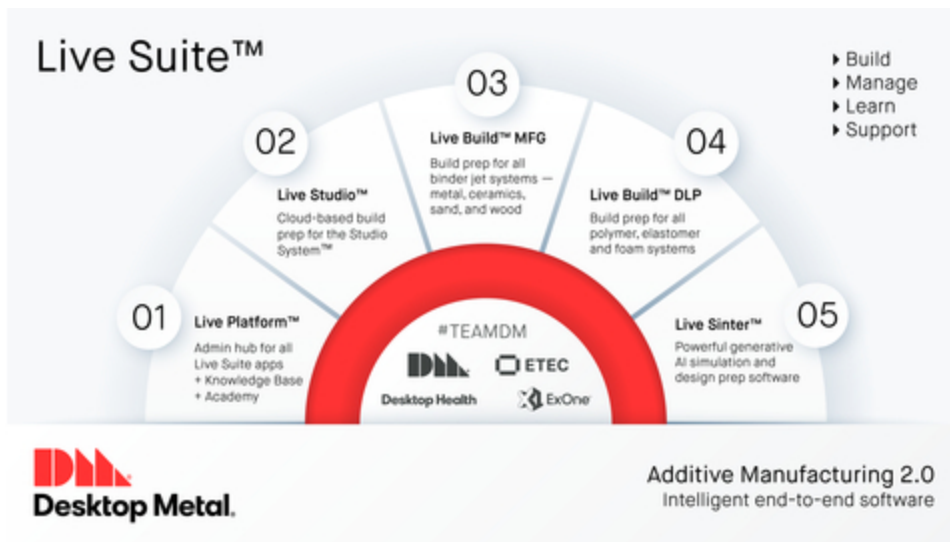 Live Suite™
Build
Manage
Learn
Support
01
Live Platform™
Admin hub for all
Live Suite apps
+ Knowledge Base
+ Academy
02
Live Studio™
Cloud-based build
prep for the Studio
System™
03
Live Build™ MFG
Build prep for all
binder jet systems —
metal, ceramics,
sand, and wood
04
Live Build™ DLP
Build prep for all
polymer, elastomer
and foam systems
05
Live Sinter™
Powerful generative
AI simulation and
design prep software
#TEAMDM
DM.
ETEC
Desktop Health
X1 ExOne
DM.
Desktop Metal.
Additive Manufacturing 2.0
Intelligent end-to-end software